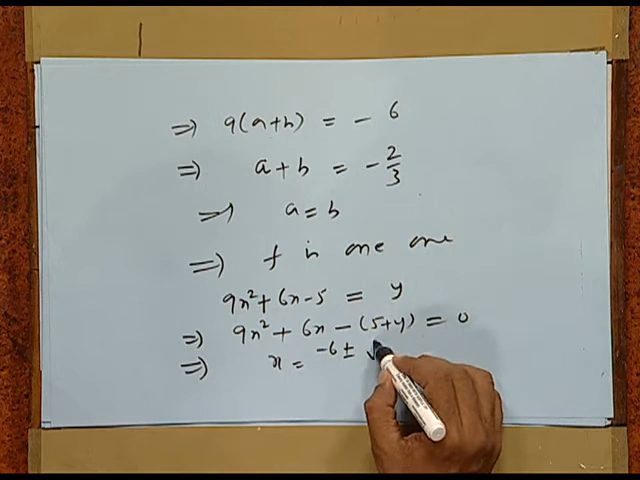 ⇒ 9(a+b) = - 6
⇒ a+b = - 2/3
⇒ a=b
⇒ f is one one
9x²+6x-5 = y
⇒ 9x² + 6x - (5+y) = 0
⇒ x = -6 ± √